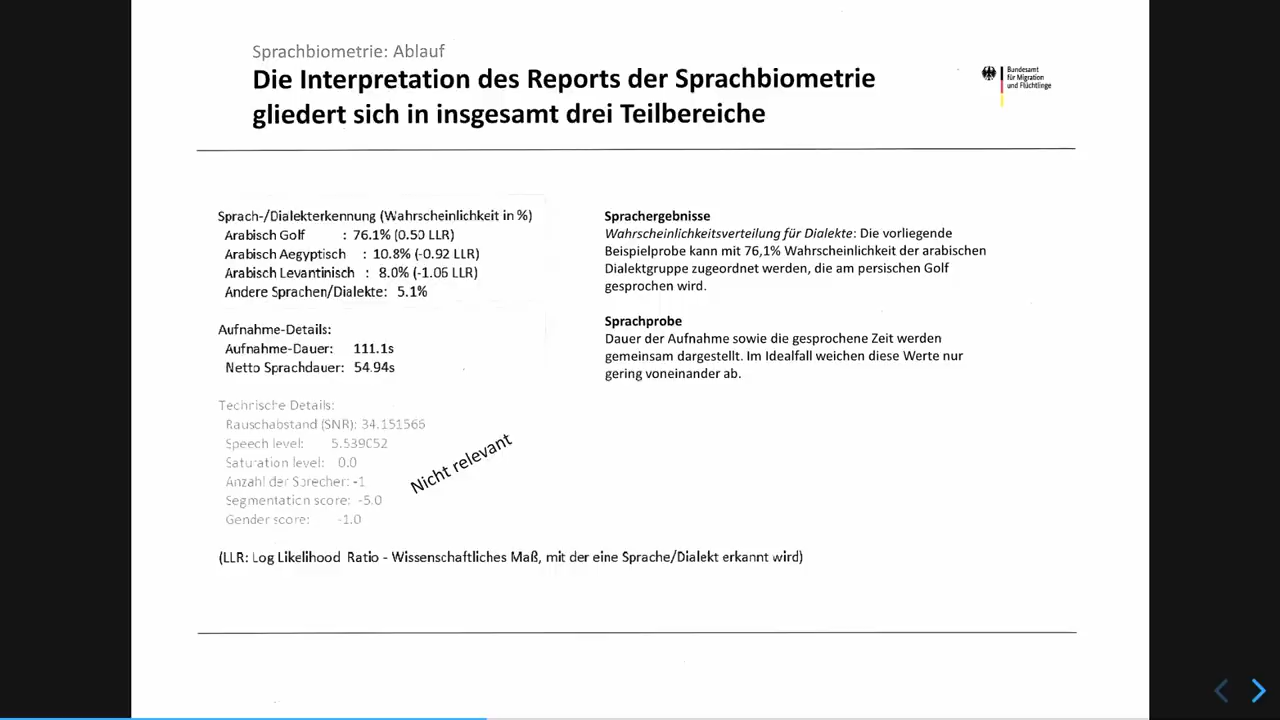 Sprachbiometrie: Ablauf
Die Interpretation des Reports der Sprachbiometrie
gliedert sich in insgesamt drei Teilbereiche
Bundesamt
für Migration
und Flüchtlinge
Sprach-/Dialekterkennung (Wahrscheinlichkeit in %)
Arabisch Golf : 76.1% (0.50 LLR)
Arabisch Aegyptisch : 10.8% (-0.92 LLR)
Arabisch Levantinisch : 8.0% (-1.06 LLR)
Andere Sprachen/Dialekte: 5.1%
Aufnahme-Details:
Aufnahme-Dauer: 111.1s
Netto Sprachdauer: 54.94s
Technische Details:
Rauschabstand (SNR): 34.151566
Speech level: 5.539052
Saturation level: 0.0
Anzahl der Sprecher: -1
Segmentation score: -5.0
Gender score: -1.0
Nicht relevant
Sprachergebnisse
Wahrscheinlichkeitsverteilung für Dialekte: Die vorliegende
Beispielprobe kann mit 76,1% Wahrscheinlichkeit der arabischen
Dialektgruppe zugeordnet werden, die am persischen Golf
gesprochen wird.
Sprachprobe
Dauer der Aufnahme sowie die gesprochene Zeit werden
gemeinsam dargestellt. Im Idealfall weichen diese Werte nur
gering voneinander ab.
(LLR: Log Likelihood Ratio - Wissenschaftliches Maß, mit der eine Sprache/Dialekt erkannt wird)